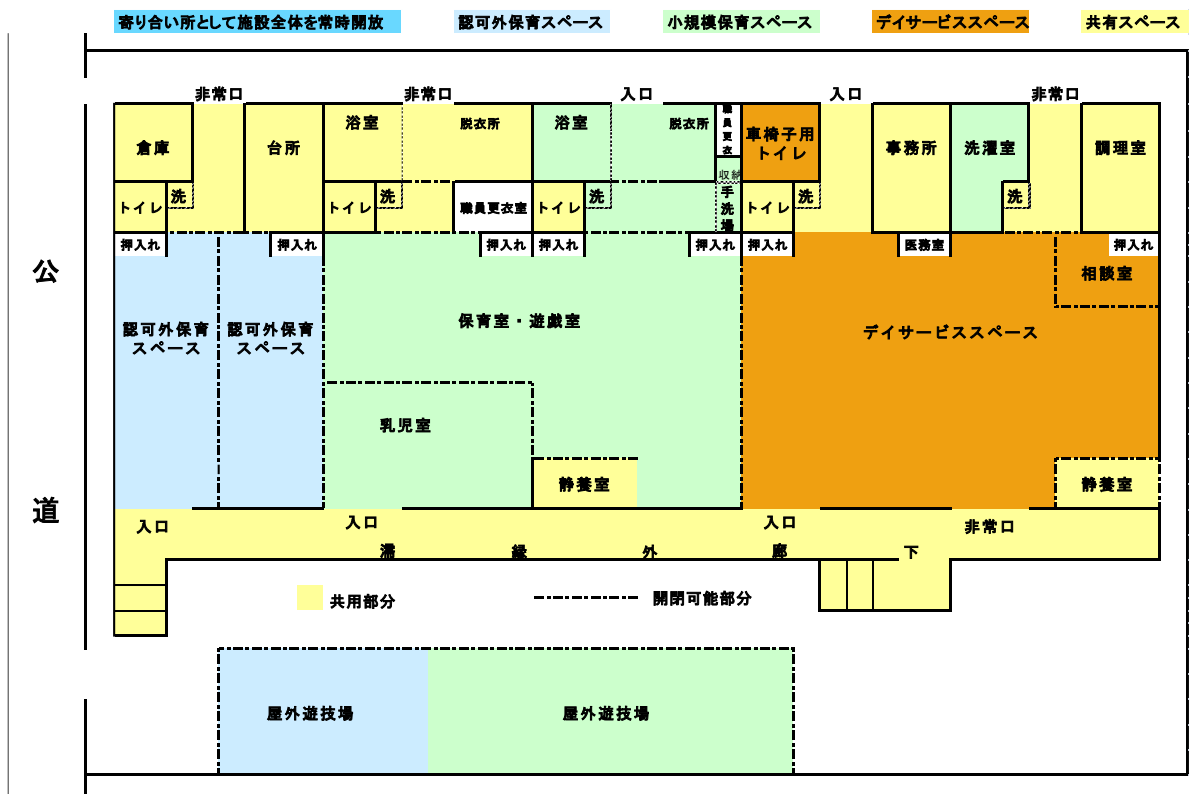 寄り合い所として施設全体を常時開放
認可外保育スペース
小規模保育スペース
デイサービススペース
共有スペース
非常口
非常口
入口
入口
非常口
倉庫
台所
浴室
脱衣所
浴室
脱衣所
職員更衣
車椅子用
トイレ
事務所
洗濯室
調理室
収納
トイレ
洗
トイレ
洗
職員更衣室
トイレ
洗
手洗場
トイレ
洗
洗
押入れ
押入れ
押入れ
押入れ
押入れ
押入れ
医務室
押入れ
公
道
相談室
認可外保育
スペース
認可外保育
スペース
保育室・遊戯室
デイサービススペース
乳児室
静養室
静養室
入口
入口
入口
非常口
濡縁外廊下
共用部分
開閉可能部分
屋外遊技場
屋外遊技場